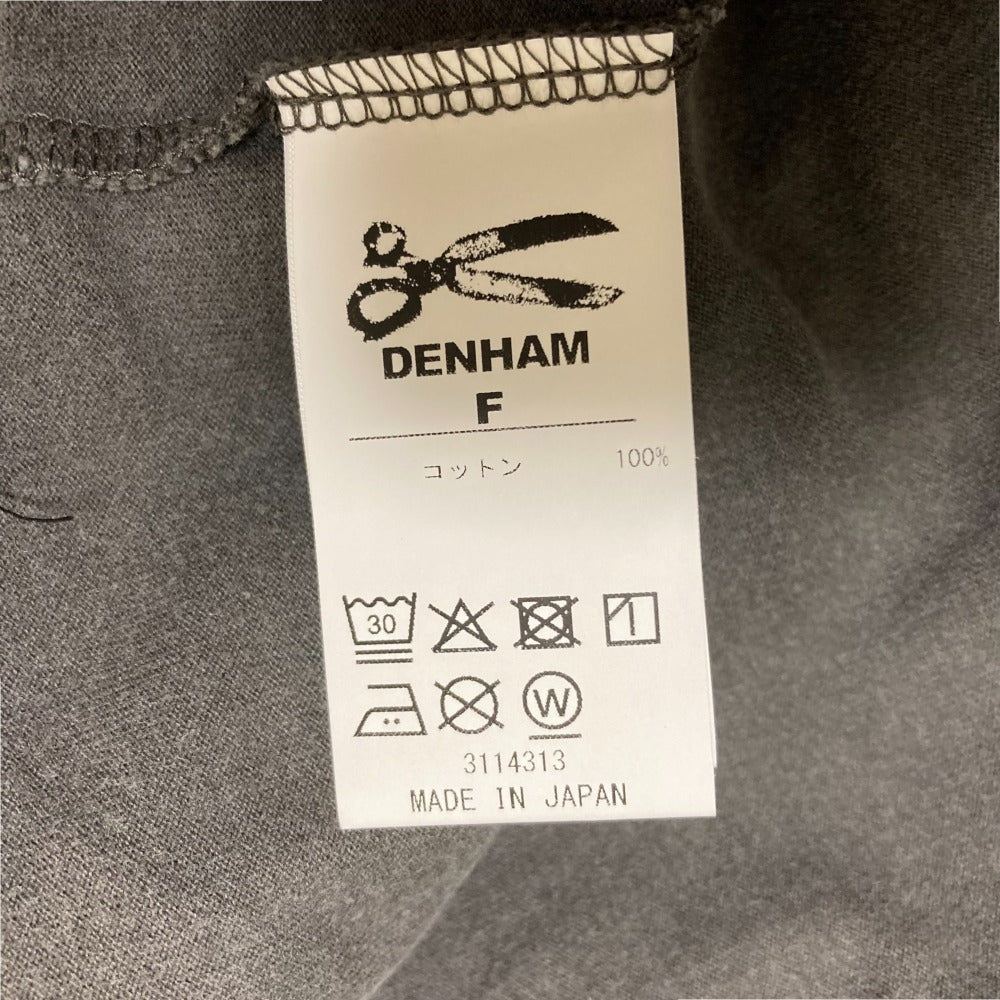 DENHAM
F
コットン 100%
30
W
3114313
MADE IN JAPAN